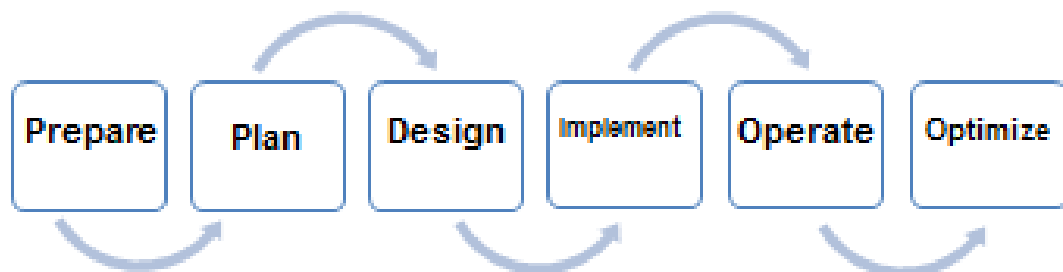 Prepare
Plan
Design
Implement
Operate
Optimize